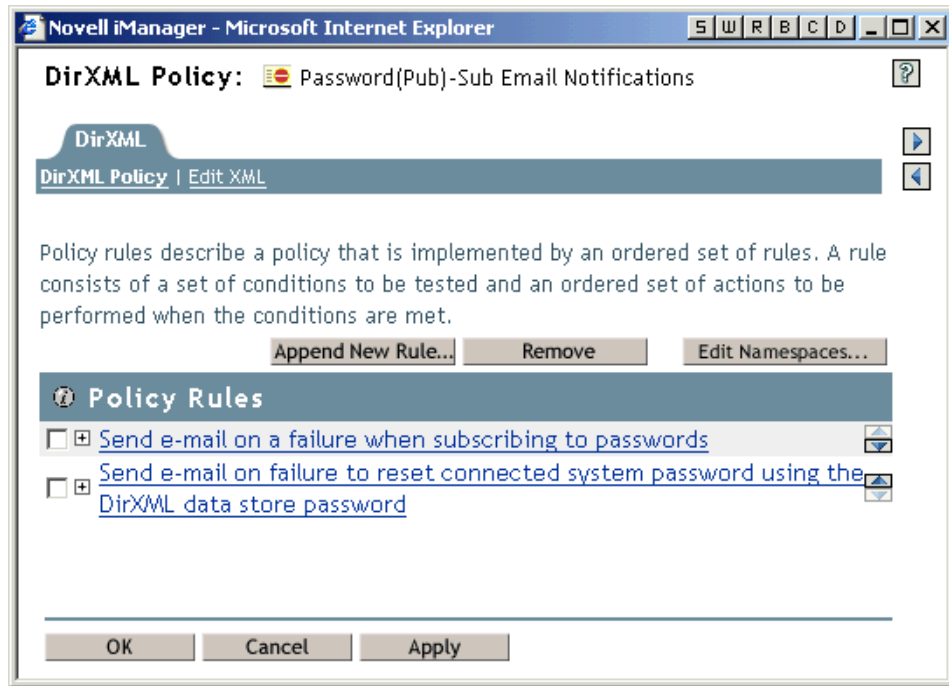 Novell iManager - Microsoft Internet Explorer
S W R B C D
DirXML Policy: Password(Pub)-Sub Email Notifications
?
DirXML
DirXML Policy | Edit XML
Policy rules describe a policy that is implemented by an ordered set of rules. A rule
consists of a set of conditions to be tested and an ordered set of actions to be
performed when the conditions are met.
Append New Rule... Remove Edit Namespaces...
i Policy Rules
Send e-mail on a failure when subscribing to passwords
Send e-mail on failure to reset connected system password using the
DirXML data store password
OK Cancel Apply